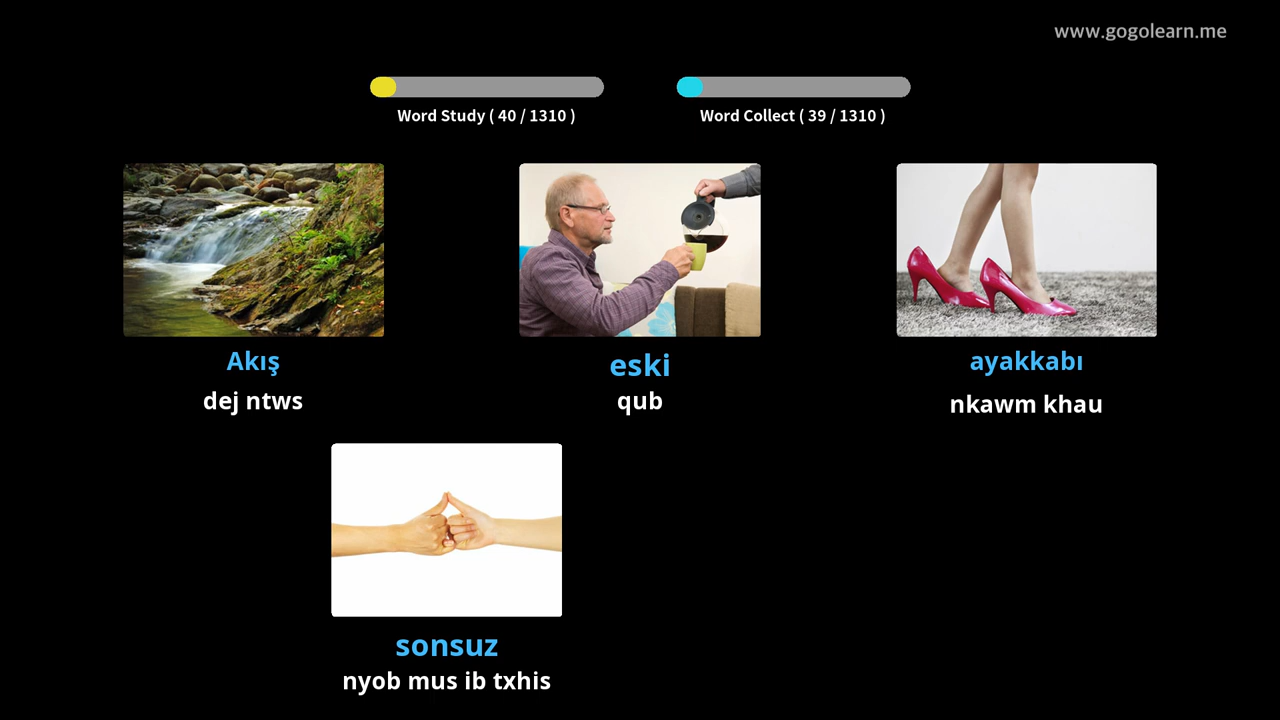 www.gogolearn.me
Word Study ( 40 / 1310 )
Word Collect ( 39 / 1310 )
Akış
dej ntws
eski
qub
ayakkabı
nkawm khau
sonsuz
nyob mus ib txhis